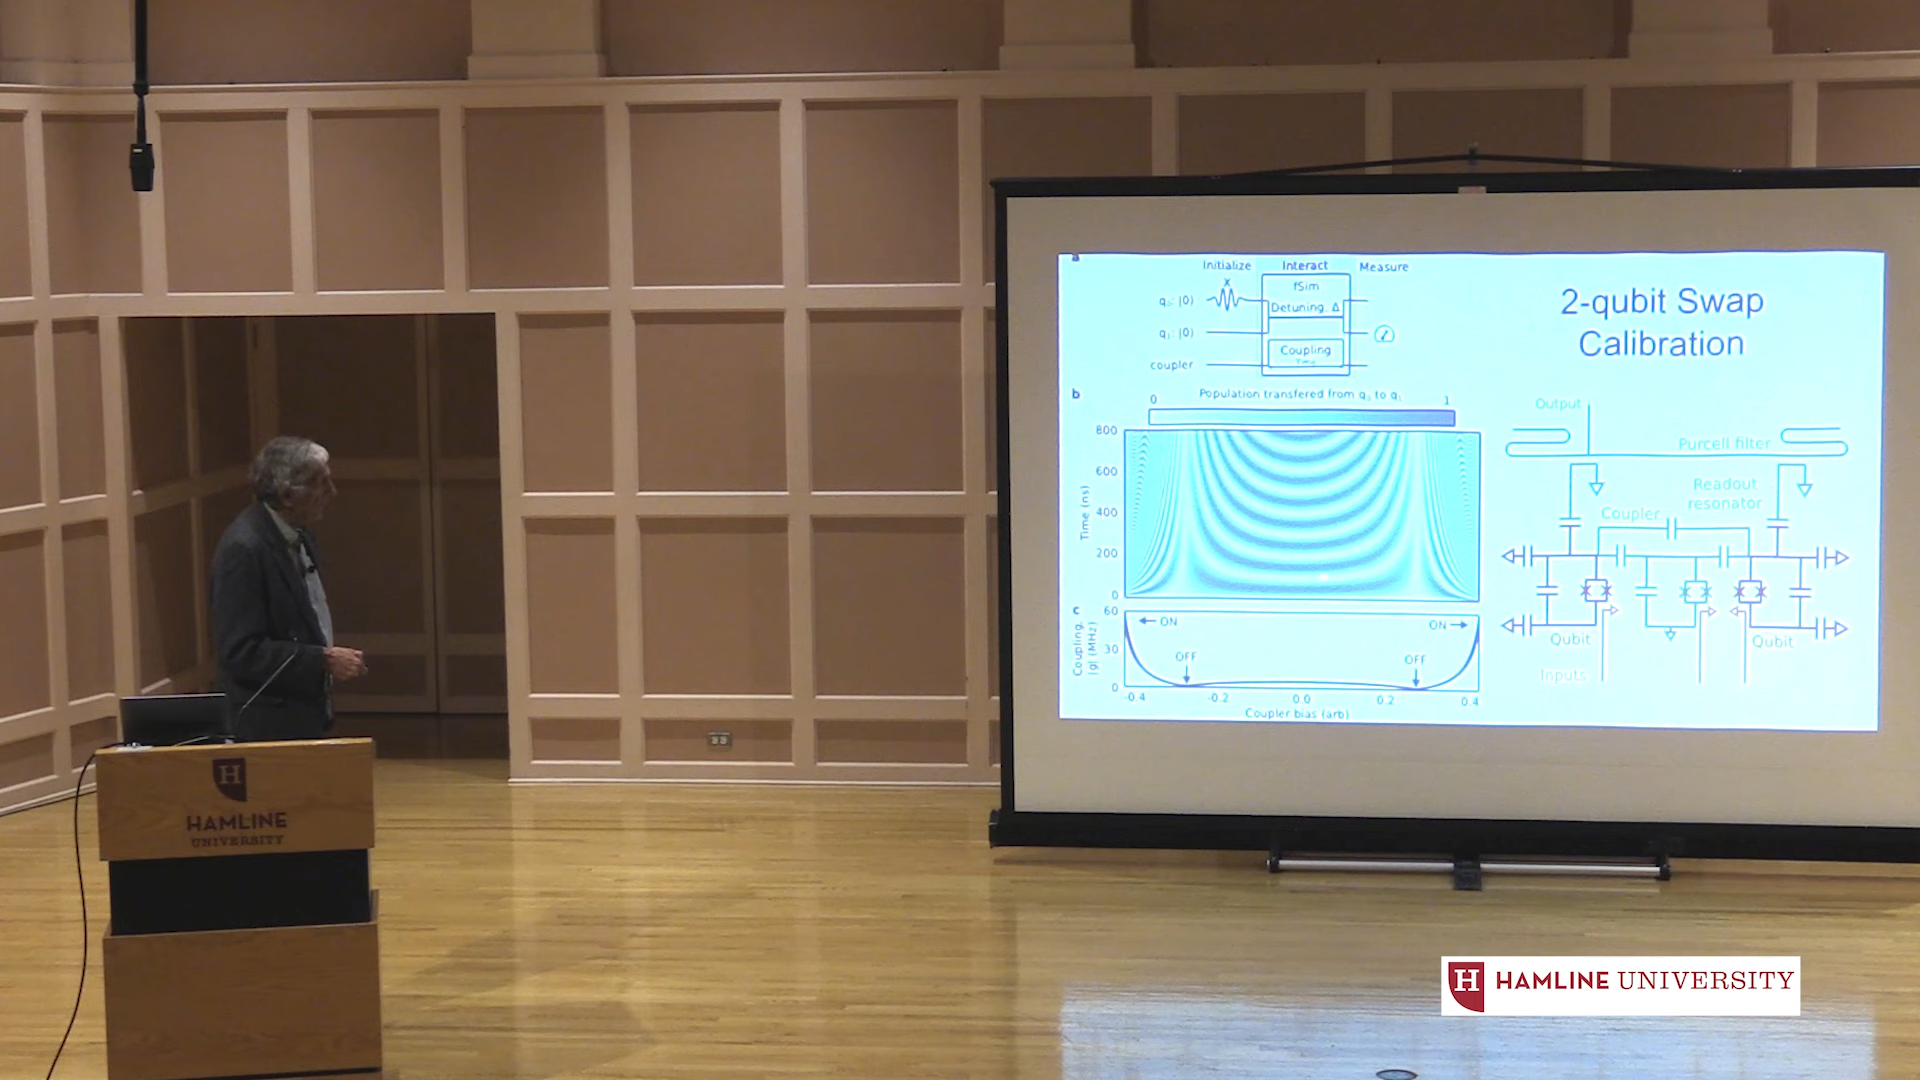 a
Initialize Interact Measure
X
fSim
q₀: |0⟩
Detuning, Δ
q₁: |0⟩
Coupling
coupler
2-qubit Swap
Calibration
b
Population transfered from q₀ to q₁
0 1
800
600
400
200
0
Time (ns)
c
60
30
0
Coupling,
|g| (MHz)
← ON
ON →
OFF
OFF
-0.4 -0.2 0.0 0.2 0.4
Coupler bias (arb)
Output
Purcell filter
Readout
resonator
Coupler
Qubit
Qubit
Inputs
H
HAMLINE
UNIVERSITY
H HAMLINE UNIVERSITY